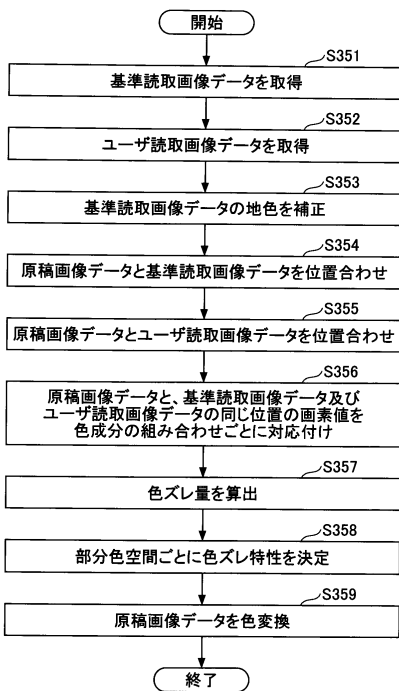 開始
S351
基準読取画像データを取得
S352
ユーザ読取画像データを取得
S353
基準読取画像データの地色を補正
S354
原稿画像データと基準読取画像データを位置合わせ
S355
原稿画像データとユーザ読取画像データを位置合わせ
S356
原稿画像データと、基準読取画像データ及び
ユーザ読取画像データの同じ位置の画素値を
色成分の組み合わせごとに対応付け
S357
色ズレ量を算出
S358
部分色空間ごとに色ズレ特性を決定
S359
原稿画像データを色変換
終了